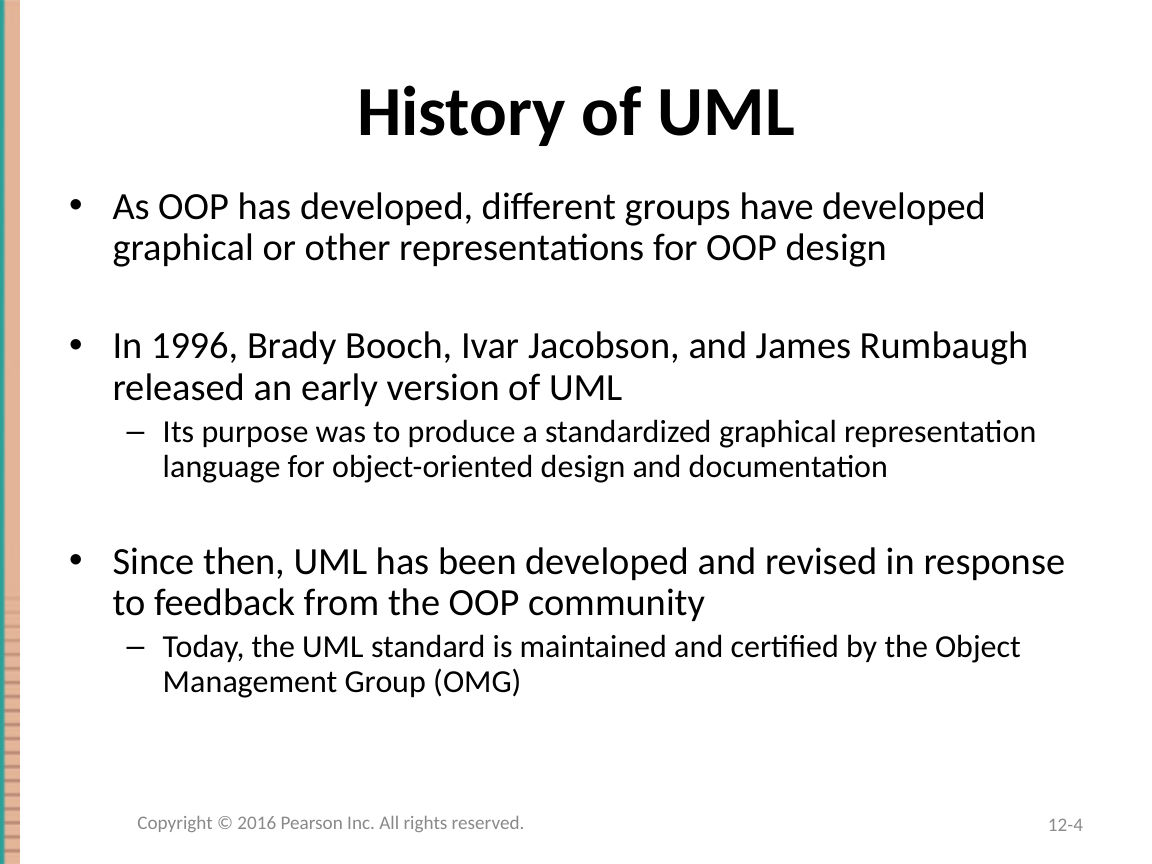 History of UML
• As OOP has developed, different groups have developed
graphical or other representations for OOP design
• In 1996, Brady Booch, Ivar Jacobson, and James Rumbaugh
released an early version of UML
– Its purpose was to produce a standardized graphical representation
language for object-oriented design and documentation
• Since then, UML has been developed and revised in response
to feedback from the OOP community
– Today, the UML standard is maintained and certified by the Object
Management Group (OMG)
Copyright © 2016 Pearson Inc. All rights reserved.
12-4